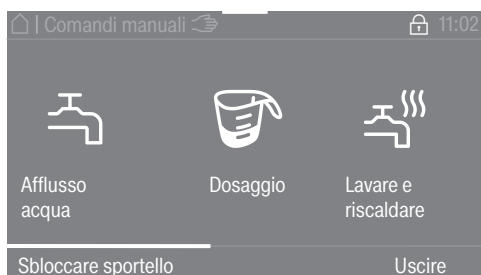 | Comandi manuali 11:02
Afflusso acqua
Dosaggio
Lavare e riscaldare
Sbloccare sportello Uscire